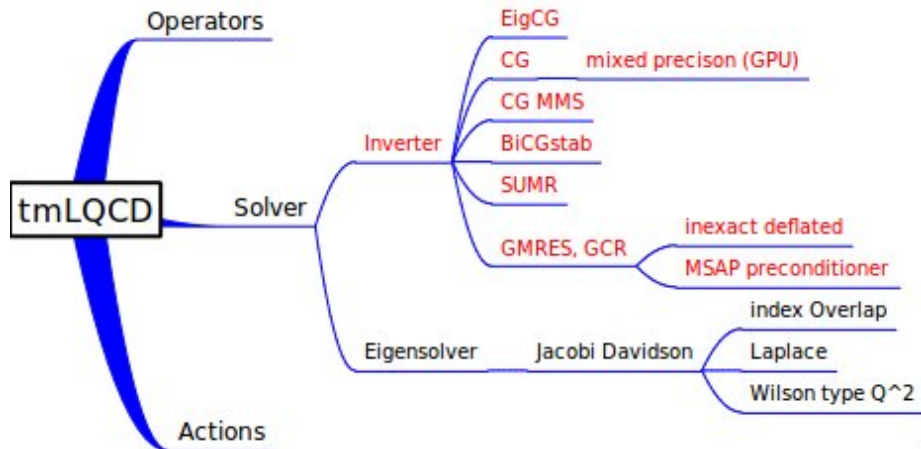 Operators
EigCG
CG mixed precison (GPU)
CG MMS
Inverter
BiCGstab
SUMR
tmLQCD
Solver
GMRES, GCR
inexact deflated
MSAP preconditioner
Eigensolver
Jacobi Davidson
index Overlap
Laplace
Wilson type Q^2
Actions